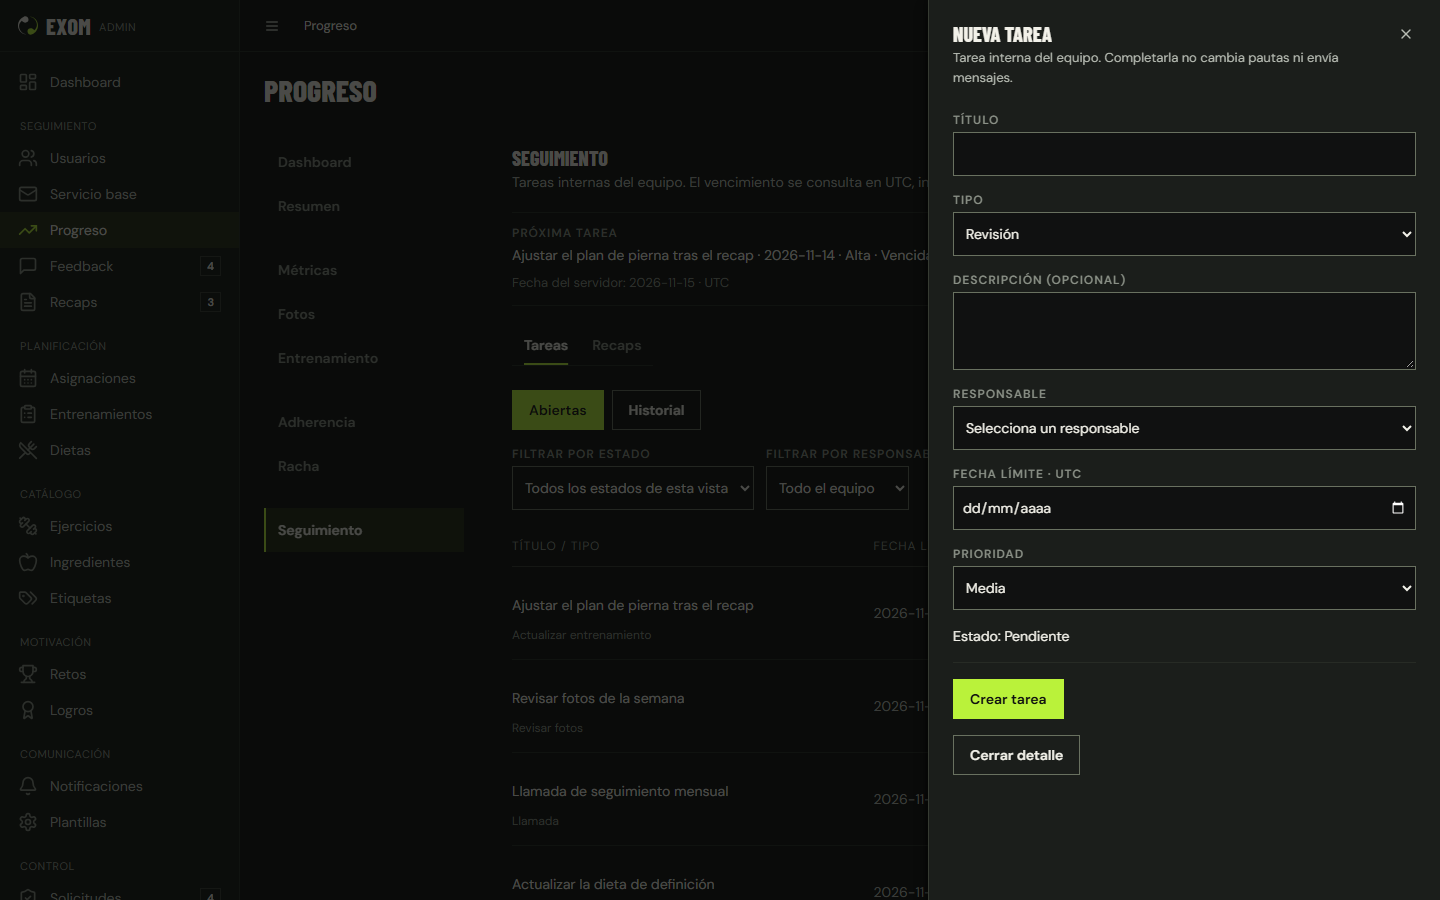 EXOM ADMIN
Dashboard
SEGUIMIENTO
Usuarios
Servicio base
Progreso
Feedback 4
Recaps 3
PLANIFICACIÓN
Asignaciones
Entrenamientos
Dietas
CATÁLOGO
Ejercicios
Ingredientes
Etiquetas
MOTIVACIÓN
Retos
Logros
COMUNICACIÓN
Notificaciones
Plantillas
CONTROL
Solicitudes 4
Progreso
PROGRESO
Dashboard
Resumen
Métricas
Fotos
Entrenamiento
Adherencia
Racha
Seguimiento
SEGUIMIENTO
Tareas internas del equipo. El vencimiento se consulta en UTC,
PRÓXIMA TAREA
Ajustar el plan de pierna tras el recap · 2026-11-14 · Alta · Vencida
Fecha del servidor: 2026-11-15 · UTC
Tareas Recaps
Abiertas Historial
FILTRAR POR ESTADO FILTRAR POR RESPONSAB
Todos los estados de esta vista Todo el equipo
TÍTULO / TIPO FECHA L
Ajustar el plan de pierna tras el recap 2026-11-
Actualizar entrenamiento
Revisar fotos de la semana 2026-11-
Revisar fotos
Llamada de seguimiento mensual 2026-11-
Llamada
Actualizar la dieta de definición 2026-11-
NUEVA TAREA
Tarea interna del equipo. Completarla no cambia pautas ni envía
mensajes.
TÍTULO
TIPO
Revisión
DESCRIPCIÓN (OPCIONAL)
RESPONSABLE
Selecciona un responsable
FECHA LÍMITE · UTC
dd/mm/aaaa
PRIORIDAD
Media
Estado: Pendiente
Crear tarea
Cerrar detalle